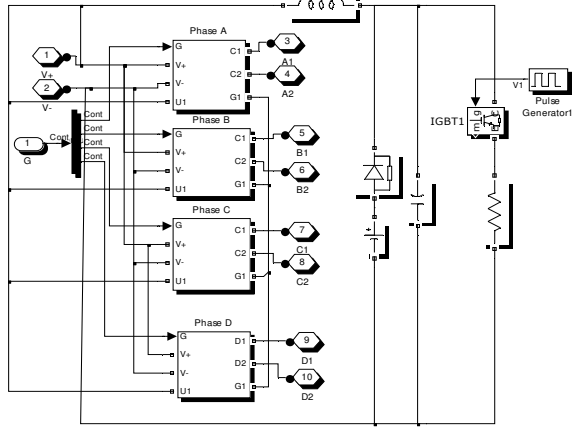 Phase A
G
V+
V-
U1
C1
C2
G1
3
A1
4
A2
1
V+
2
V-
Cont
Cont
Cont
Cont
1
G
Phase B
G
V+
V-
U1
C1
C2
G1
5
B1
6
B2
Phase C
G
V+
V-
U1
C1
C2
G1
7
C1
8
C2
Phase D
G
V+
V-
U1
D1
D2
G1
9
D1
10
D2
IGBT1
V1
Pulse
Generator1